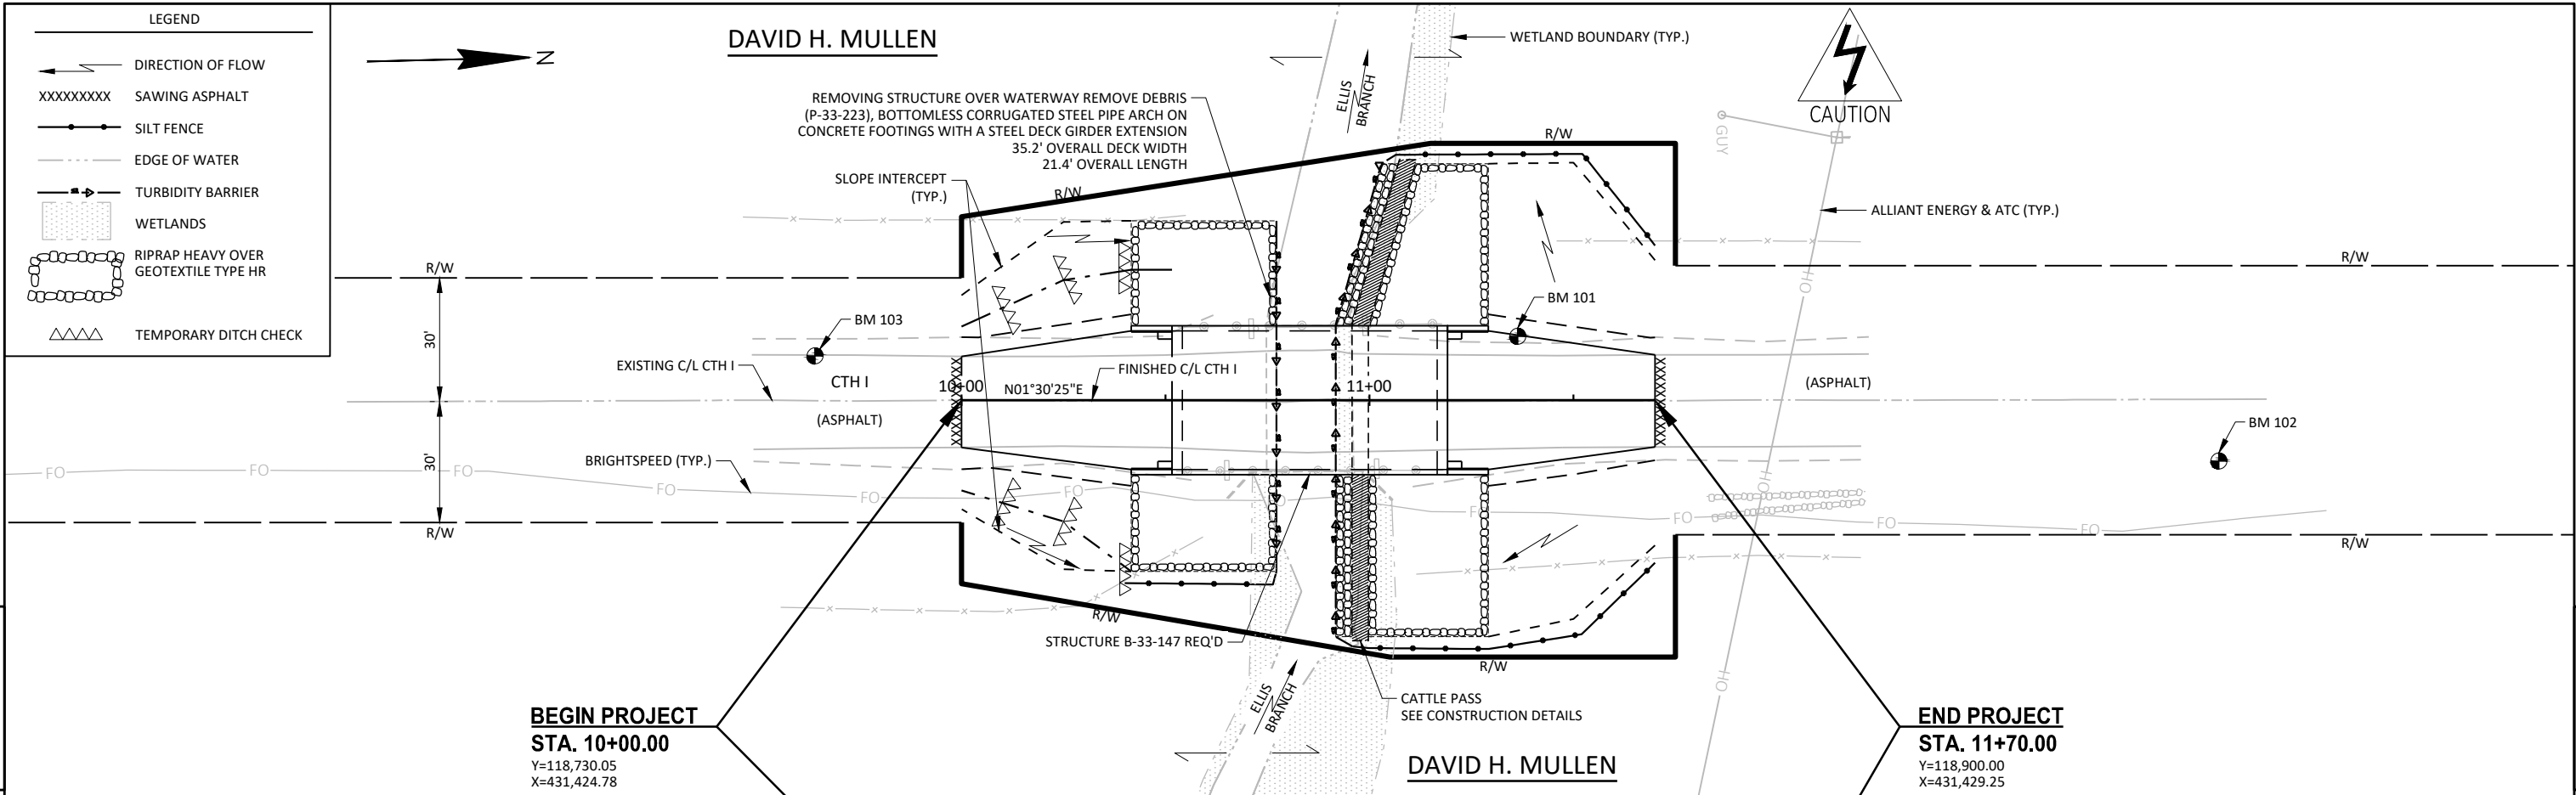 LEGEND
DIRECTION OF FLOW
XXXXXXXXX SAWING ASPHALT
SILT FENCE
EDGE OF WATER
TURBIDITY BARRIER
WETLANDS
RIPRAP HEAVY OVER
GEOTEXTILE TYPE HR
TEMPORARY DITCH CHECK
N
DAVID H. MULLEN
REMOVING STRUCTURE OVER WATERWAY REMOVE DEBRIS
(P-33-223), BOTTOMLESS CORRUGATED STEEL PIPE ARCH ON
CONCRETE FOOTINGS WITH A STEEL DECK GIRDER EXTENSION
35.2' OVERALL DECK WIDTH
21.4' OVERALL LENGTH
SLOPE INTERCEPT
(TYP.)
ELLIS
BRANCH
WETLAND BOUNDARY (TYP.)
CAUTION
GUY
ALLIANT ENERGY & ATC (TYP.)
R/W
R/W
R/W
R/W
HO
30'
BM 103
BM 101
EXISTING C/L CTH I
CTH I
10+00
N01°30'25"E
FINISHED C/L CTH I
11+00
(ASPHALT)
(ASPHALT)
BM 102
30'
BRIGHTSPEED (TYP.)
FO
FO
FO
FO
FO
FO
FO
FO
FO
FO
FO
HO
R/W
R/W
R/W
R/W
STRUCTURE B-33-147 REQ'D
ELLIS
BRANCH
CATTLE PASS
SEE CONSTRUCTION DETAILS
HO
BEGIN PROJECT
STA. 10+00.00
Y=118,730.05
X=431,424.78
DAVID H. MULLEN
END PROJECT
STA. 11+70.00
Y=118,900.00
X=431,429.25